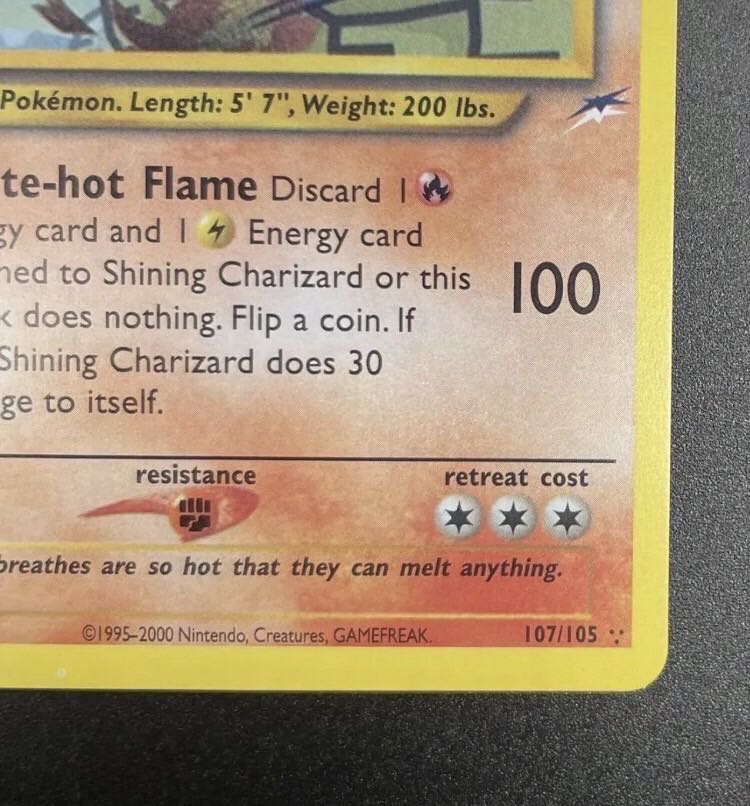 Pokémon. Length: 5' 7", Weight: 200 lbs.
te-hot Flame Discard 1
gy card and 1 Energy card
ned to Shining Charizard or this
k does nothing. Flip a coin. If
100
Shining Charizard does 30
ge to itself.
resistance
retreat cost
breathes are so hot that they can melt anything.
©1995–2000 Nintendo, Creatures, GAMEFREAK.
107/105